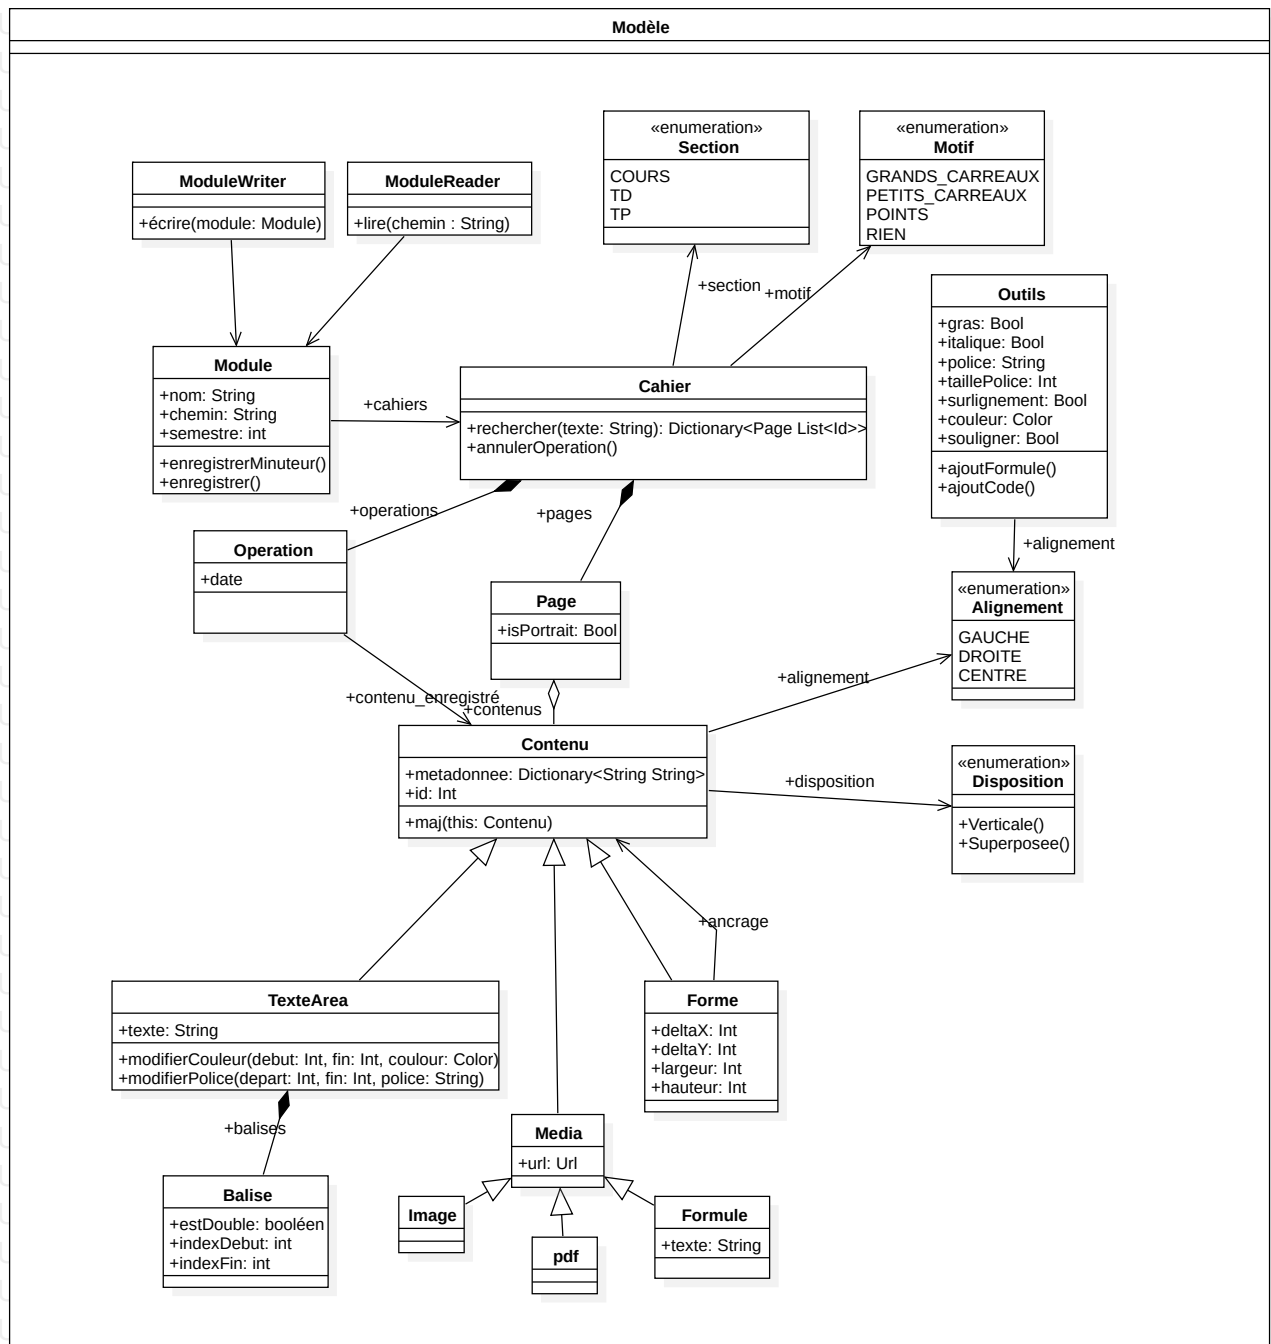 Modèle
«enumeration»
Section
COURS
TD
TP
«enumeration»
Motif
GRANDS_CARREAUX
PETITS_CARREAUX
POINTS
RIEN
ModuleWriter
+écrire(module: Module)
ModuleReader
+lire(chemin : String)
+section
+motif
Outils
+gras: Bool
+italique: Bool
+police: String
+taillePolice: Int
+surlignement: Bool
+couleur: Color
+souligner: Bool
+ajoutFormule()
+ajoutCode()
Module
+nom: String
+chemin: String
+semestre: int
+enregistrerMinuteur()
+enregistrer()
+cahiers
Cahier
+rechercher(texte: String): Dictionary<Page List<Id>>
+annulerOperation()
+operations
+pages
+alignement
Operation
+date
Page
+isPortrait: Bool
«enumeration»
Alignement
GAUCHE
DROITE
CENTRE
+contenu_enregistré
+contenus
+alignement
Contenu
+metadonnee: Dictionary<String String>
+id: Int
+maj(this: Contenu)
+disposition
«enumeration»
Disposition
+Verticale()
+Superposee()
+ancrage
TexteArea
+texte: String
+modifierCouleur(debut: Int, fin: Int, coulour: Color)
+modifierPolice(depart: Int, fin: Int, police: String)
Forme
+deltaX: Int
+deltaY: Int
+largeur: Int
+hauteur: Int
+balises
Media
+url: Url
Balise
+estDouble: booléen
+indexDebut: int
+indexFin: int
Image
pdf
Formule
+texte: String